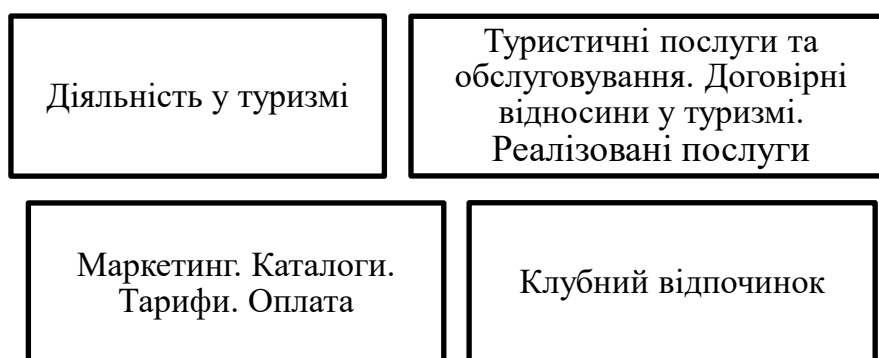 Діяльність у туризмі
Туристичні послуги та
обслуговування. Договірні
відносини у туризмі.
Реалізовані послуги
Маркетинг. Каталоги.
Тарифи. Оплата
Клубний відпочинок